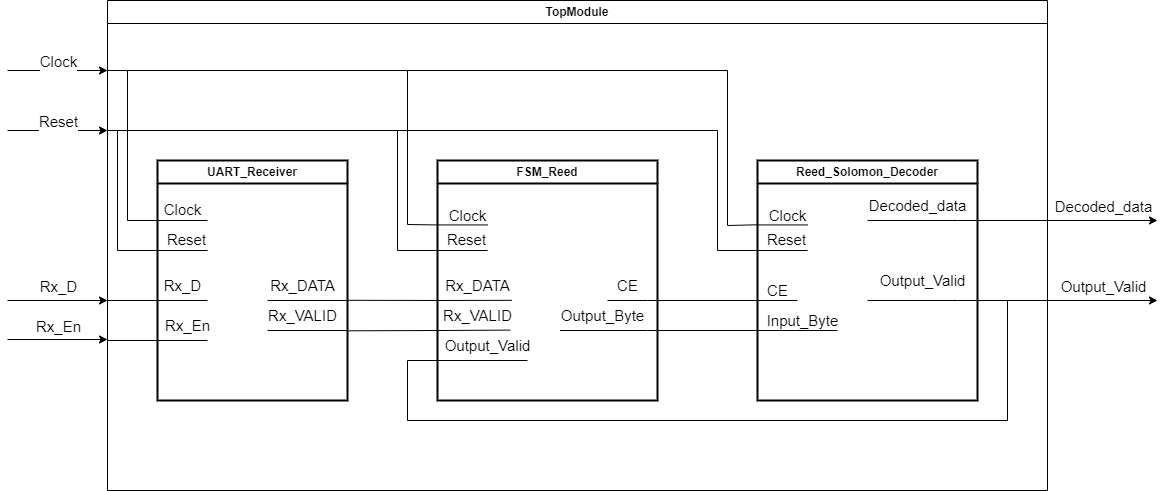 TopModule
Clock
Reset
UART_Receiver
FSM_Reed
Reed_Solomon_Decoder
Clock
Clock
Clock
Decoded_data
Decoded_data
Reset
Reset
Reset
Rx_D
Rx_D
Rx_DATA
Rx_DATA
CE
CE
Output_Valid
Output_Valid
Rx_En
Rx_En
Rx_VALID
Rx_VALID
Output_Byte
Input_Byte
Output_Valid